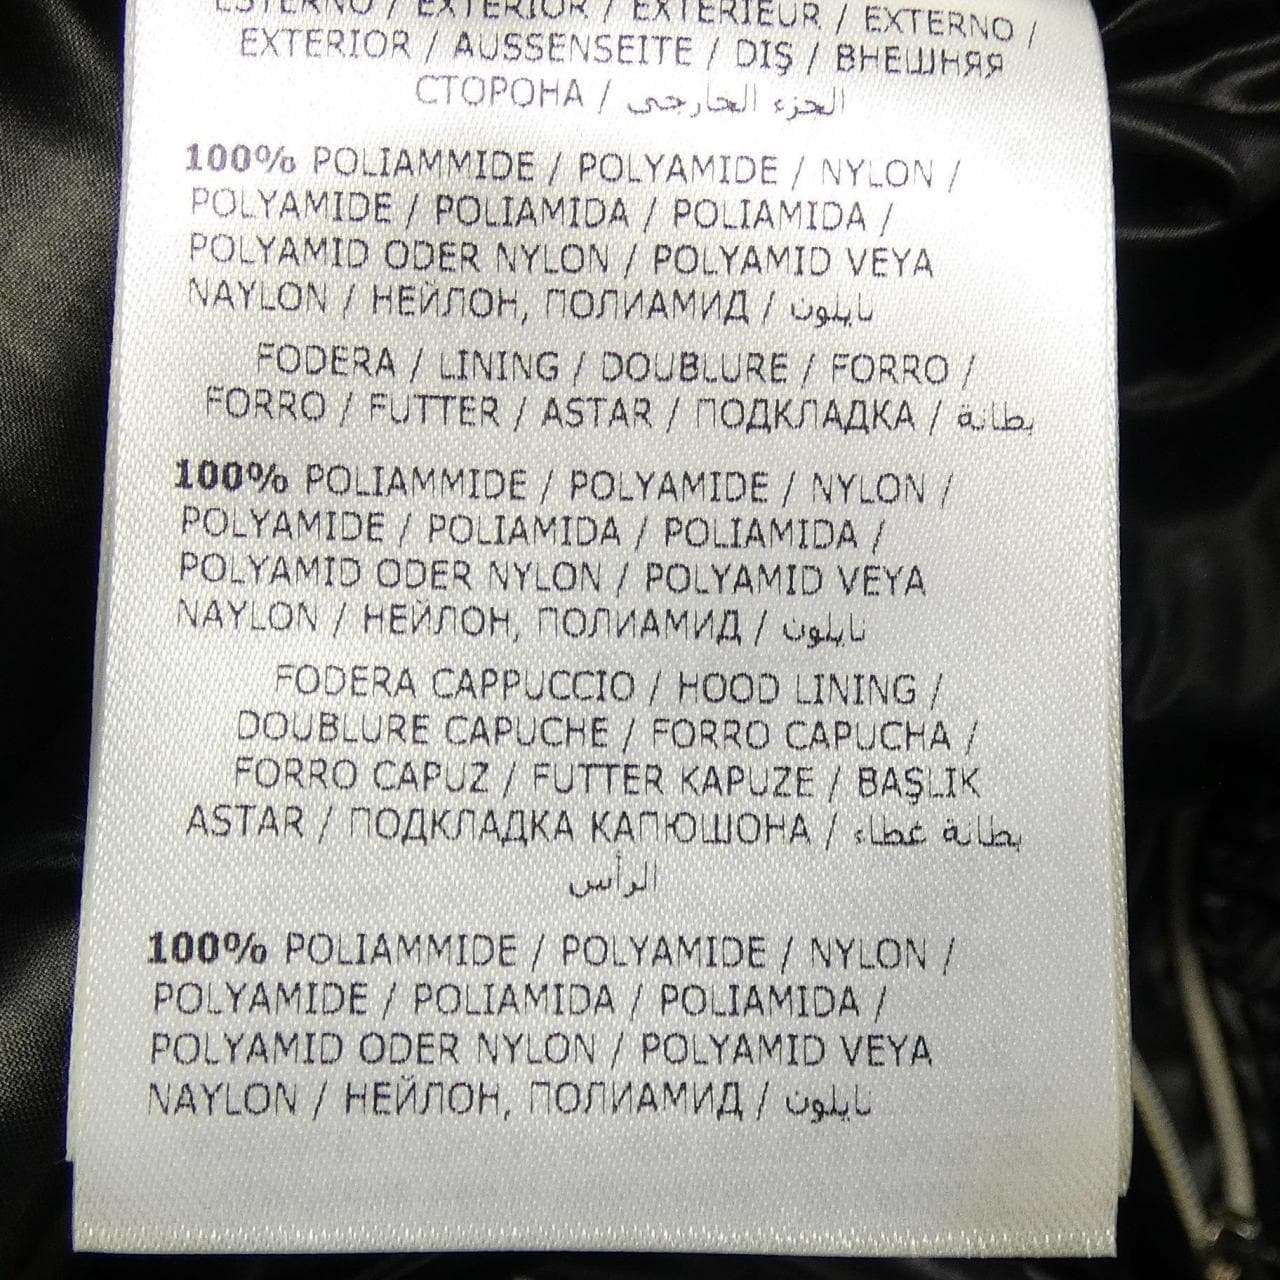 ESTERNO / EXTERIOR / EXTERIEUR / EXTERNO /
EXTERIOR / AUSSENSEITE / DIŞ / ВНЕШНЯЯ
СТОРОНА / الجزء الخارجي
100% POLIAMMIDE / POLYAMIDE / NYLON /
POLYAMIDE / POLIAMIDA / POLIAMIDA /
POLYAMID ODER NYLON / POLYAMID VEYA
NAYLON / НЕЙЛОН, ПОЛИАМИД / نايلون
FODERA / LINING / DOUBLURE / FORRO /
FORRO / FUTTER / ASTAR / ПОДКЛАДКА / بطانة
100% POLIAMMIDE / POLYAMIDE / NYLON /
POLYAMIDE / POLIAMIDA / POLIAMIDA /
POLYAMID ODER NYLON / POLYAMID VEYA
NAYLON / НЕЙЛОН, ПОЛИАМИД / نايلون
FODERA CAPPUCCIO / HOOD LINING /
DOUBLURE CAPUCHE / FORRO CAPUCHA /
FORRO CAPUZ / FUTTER KAPUZE / BAŞLIK
ASTAR / ПОДКЛАДКА КАПЮШОНА / بطانة غطاء
الرأس
100% POLIAMMIDE / POLYAMIDE / NYLON /
POLYAMIDE / POLIAMIDA / POLIAMIDA /
POLYAMID ODER NYLON / POLYAMID VEYA
NAYLON / НЕЙЛОН, ПОЛИАМИД / نايلون